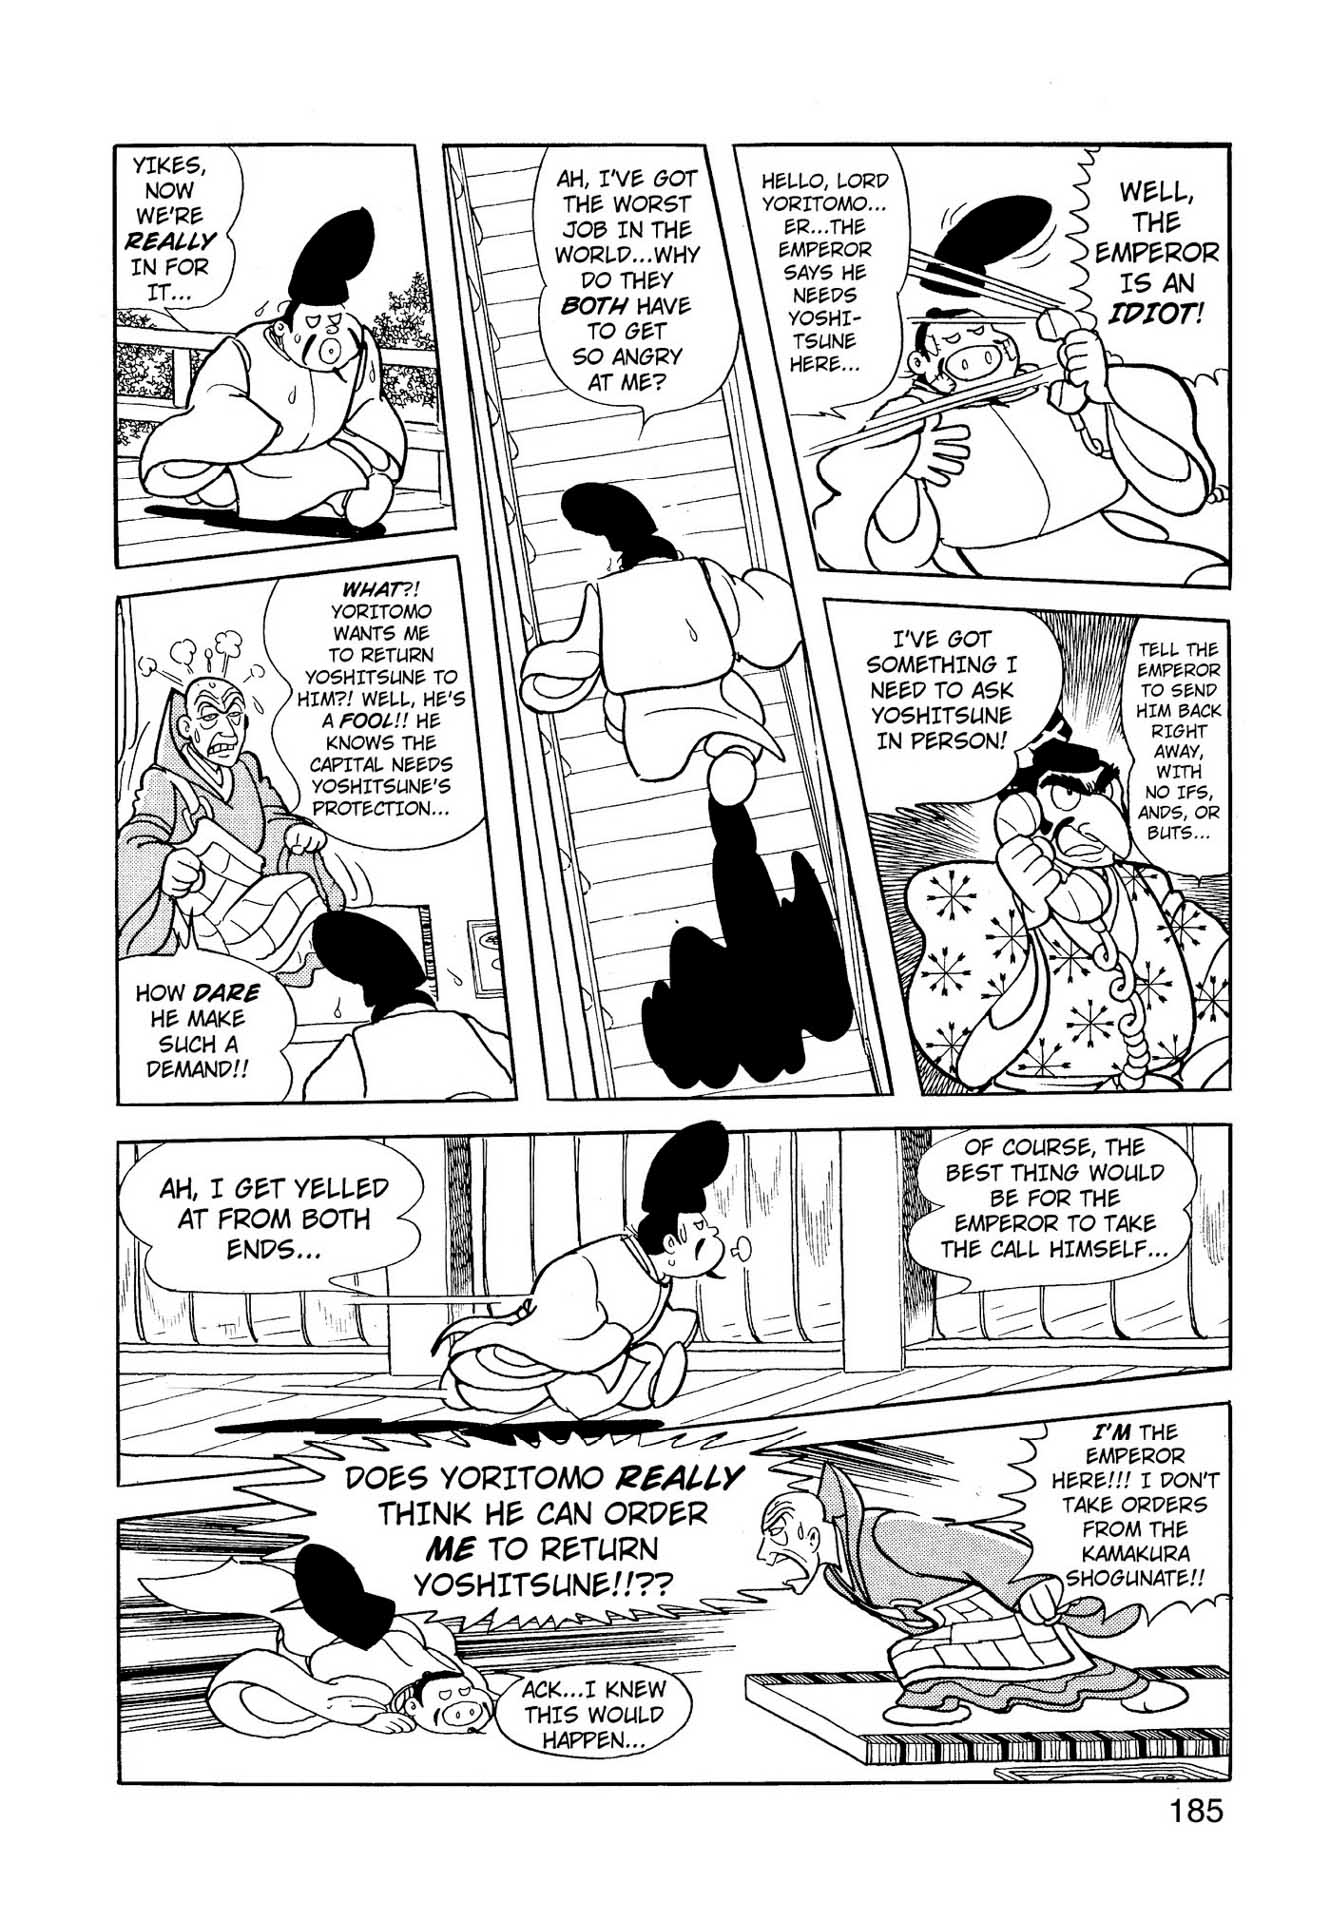 YIKES,
NOW
WE'RE
REALLY
IN FOR
IT...
WHAT?!
YORITOMO
WANTS ME
TO RETURN
YOSHITSUNE TO
HIM?! WELL, HE'S
A FOOL!! HE
KNOWS THE
CAPITAL NEEDS
YOSHITSUNE'S
PROTECTION...
HOW DARE
HE MAKE
SUCH A
DEMAND!!
AH, I'VE GOT
THE WORST
JOB IN THE
WORLD...WHY
DO THEY
BOTH HAVE
TO GET
SO ANGRY
AT ME?
HELLO, LORD
YORITOMO...
ER...THE
EMPEROR
SAYS HE
NEEDS
YOSHI-
TSUNE
HERE...
WELL,
THE
EMPEROR
IS AN
IDIOT!
I'VE GOT
SOMETHING I
NEED TO ASK
YOSHITSUNE
IN PERSON!
TELL THE
EMPEROR
TO SEND
HIM BACK
RIGHT
AWAY,
WITH
NO IFS,
ANDS, OR
BUTS...
AH, I GET YELLED
AT FROM BOTH
ENDS...
OF COURSE, THE
BEST THING WOULD
BE FOR THE
EMPEROR TO TAKE
THE CALL HIMSELF...
DOES YORITOMO REALLY
THINK HE CAN ORDER
ME TO RETURN
YOSHITSUNE!!??
I'M THE
EMPEROR
HERE!!! I DON'T
TAKE ORDERS
FROM THE
KAMAKURA
SHOGUNATE!!
ACK...I KNEW
THIS WOULD
HAPPEN...
185